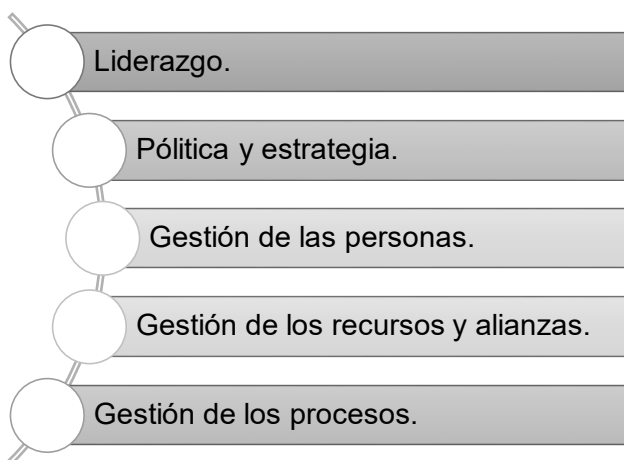 Liderazgo.
Pólitica y estrategia.
Gestión de las personas.
Gestión de los recursos y alianzas.
Gestión de los procesos.